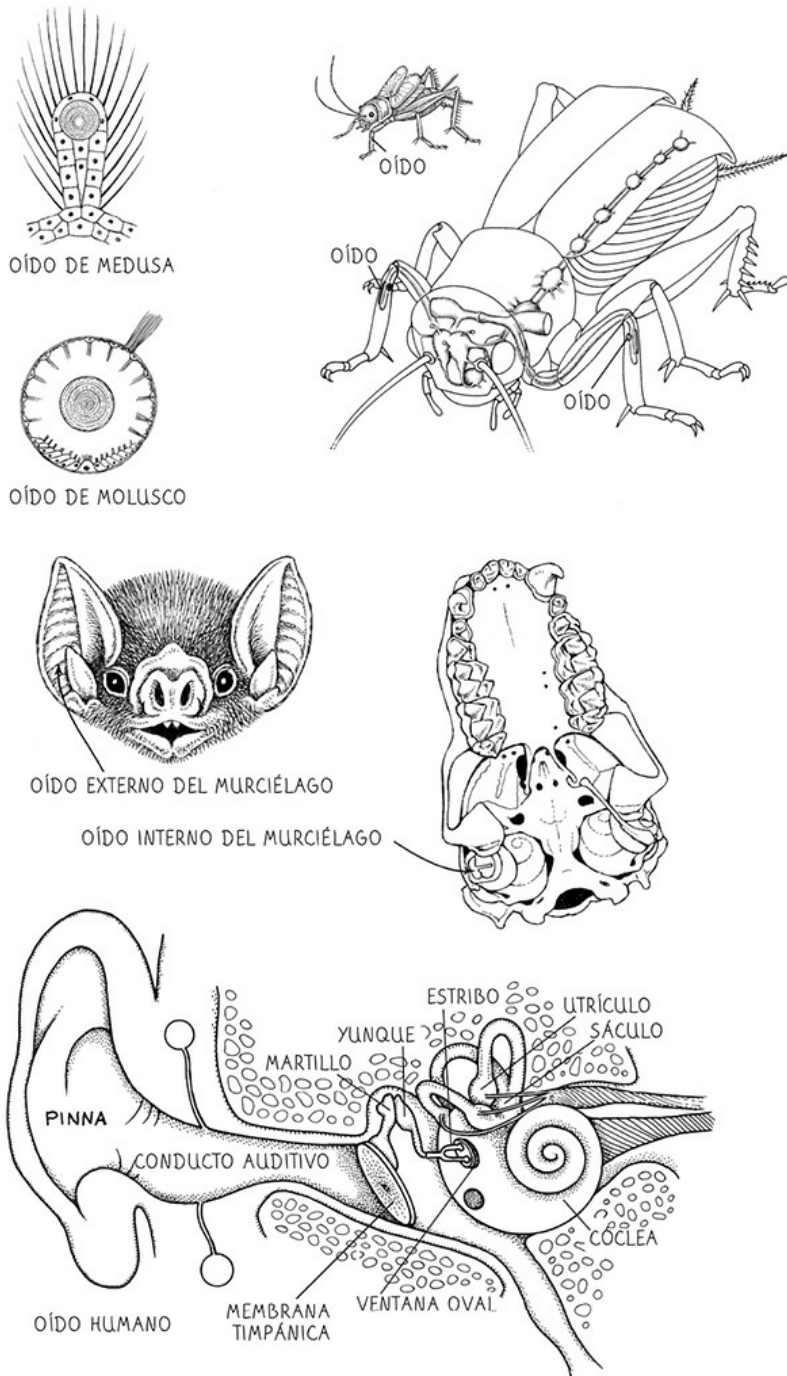 OÍDO DE MEDUSA
OÍDO
OÍDO
OÍDO
OÍDO DE MOLUSCO
OÍDO EXTERNO DEL MURCIÉLAGO
OÍDO INTERNO DEL MURCIÉLAGO
ESTRIBO
UTRÍCULO
YUNQUE
SÁCULO
MARTILLO
PINNA
CONDUCTO AUDITIVO
CÓCLEA
MEMBRANA
TIMPÁNICA
VENTANA OVAL
OÍDO HUMANO